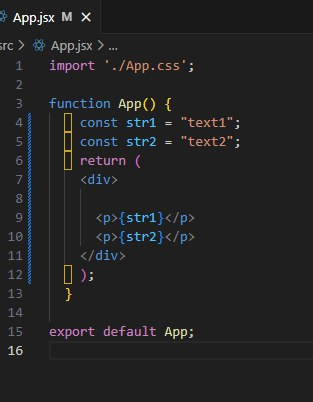 App.jsx M X
src > App.jsx > ...
1 import './App.css';
2
3 function App() {
4 const str1 = "text1";
5 const str2 = "text2";
6 return (
7 <div>
8
9 <p>{str1}</p>
10 <p>{str2}</p>
11 </div>
12 );
13 }
14
15 export default App;
16